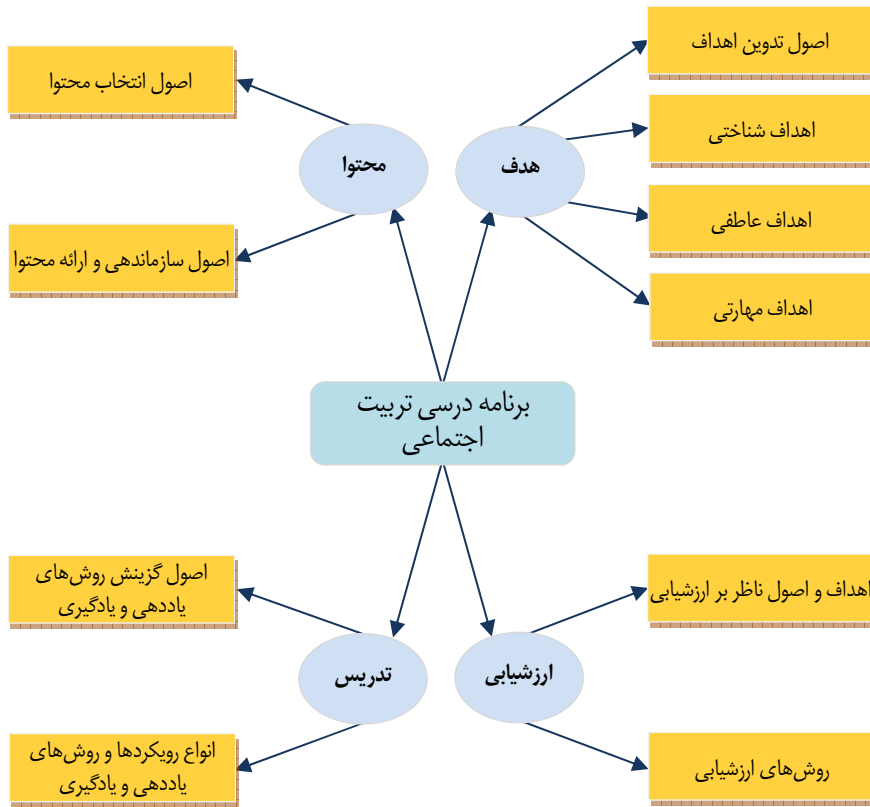 اصول تدوین اهداف
اهداف شناختی
اهداف عاطفی
اهداف مهارتی
هدف
محتوا
اصول انتخاب محتوا
اصول سازماندهی و ارائه محتوا
برنامه درسی تربیت
اجتماعی
اهداف و اصول ناظر بر ارزشیابی
ارزشیابی
روش‌های ارزشیابی
تدریس
اصول گزینش روش‌های
یاددهی و یادگیری
انواع رویکردها و روش‌های
یاددهی و یادگیری